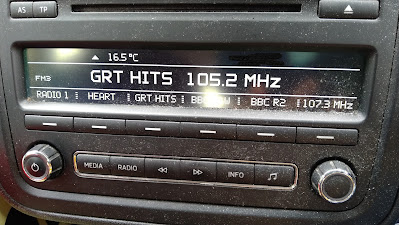 AS TP
16.5°C
FM3 GRT HITS 105.2 MHz
RADIO 1 HEART GRT HITS BBC R2 107.3 MHz
MEDIA RADIO INFO